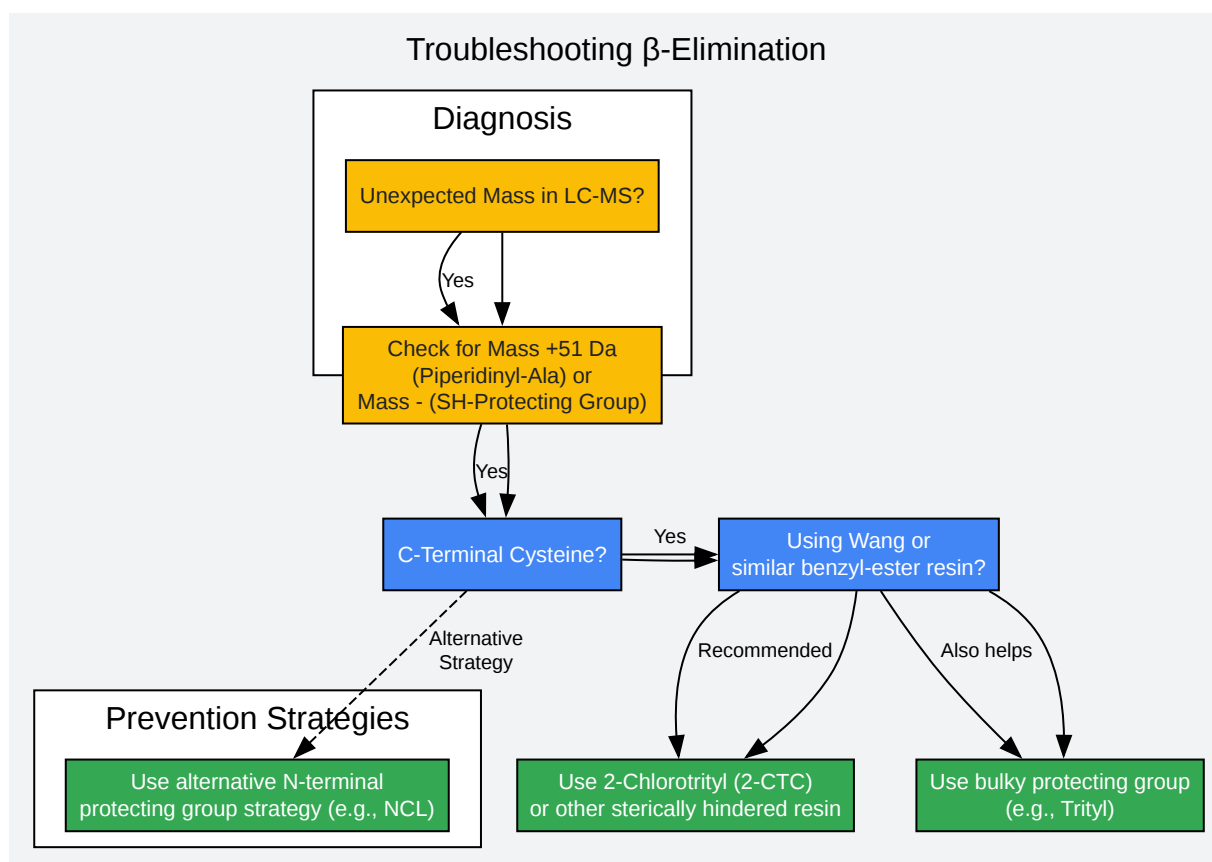 Troubleshooting β-Elimination
Diagnosis
Unexpected Mass in LC-MS?
Yes
Check for Mass +51 Da
(Piperidinyl-Ala) or
Mass - (SH-Protecting Group)
Yes
C-Terminal Cysteine?
Yes
Using Wang or
similar benzyl-ester resin?
Alternative
Strategy
Recommended
Also helps
Prevention Strategies
Use alternative N-terminal
protecting group strategy (e.g., NCL)
Use 2-Chlorotrityl (2-CTC)
or other sterically hindered resin
Use bulky protecting group
(e.g., Trityl)